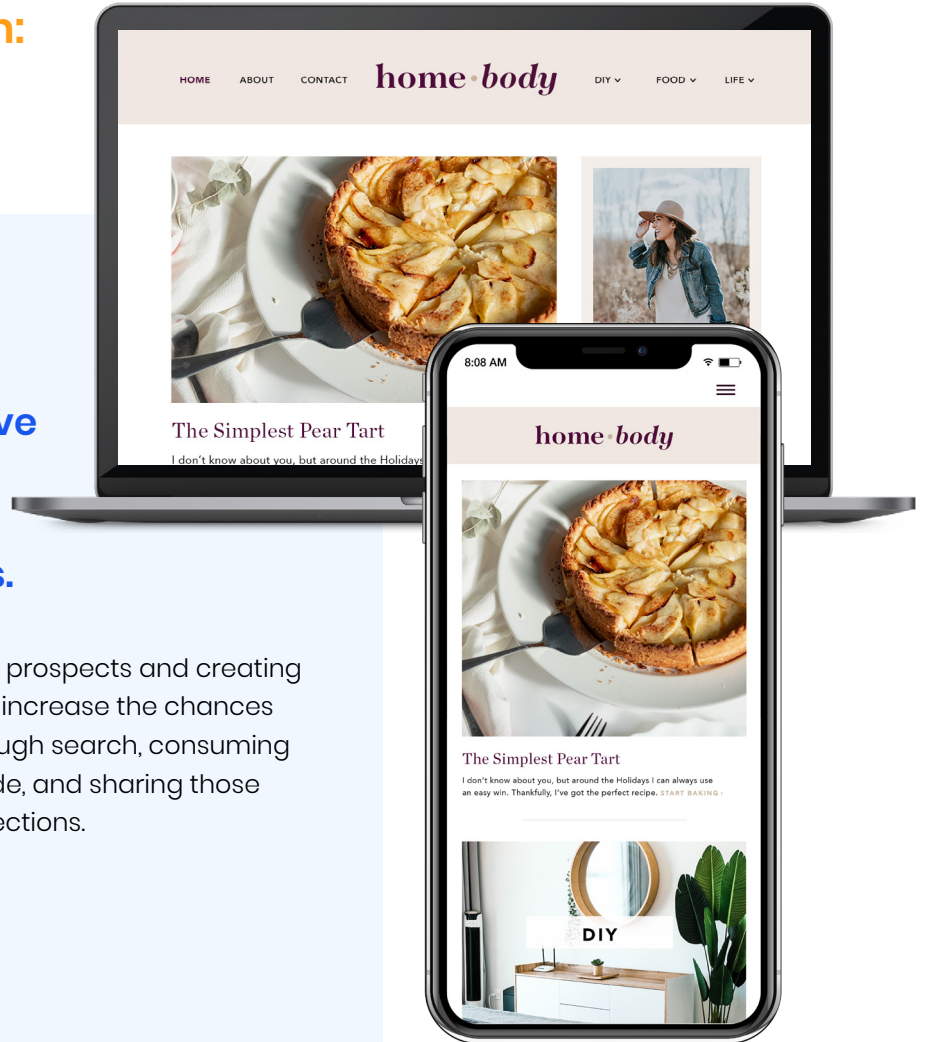 n:
HOME ABOUT CONTACT home·body DIY FOOD LIFE
The Simplest Pear Tart
I don't know about you, but around the Holidays
8:08 AM
home·body
The Simplest Pear Tart
I don't know about you, but around the Holidays I can always use
an easy win. Thankfully, I've got the perfect recipe. START BAKING ›
DIY
ve
s.
prospects and creating
increase the chances
ugh search, consuming
de, and sharing those
ections.